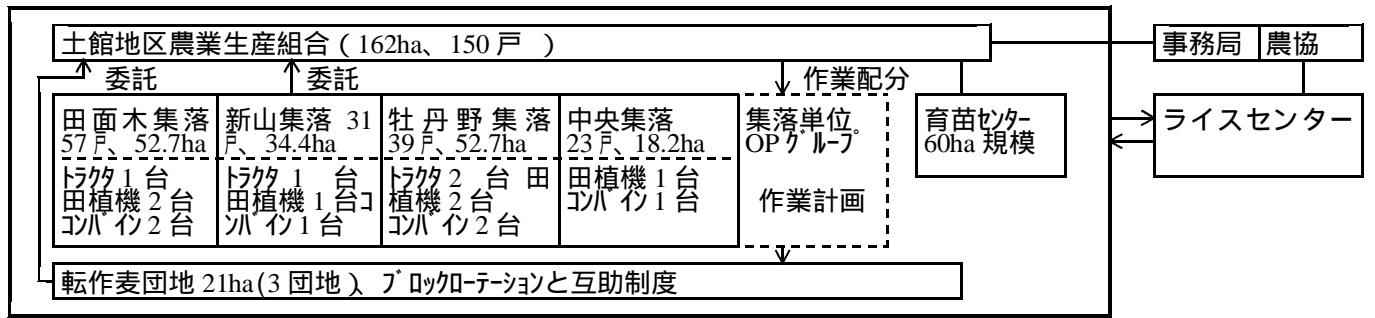 土館地区農業生産組合(162ha、150戸 )
事務局 農協
委託 委託 作業配分
田面木集落
57戸、52.7ha
トラクタ1台
田植機2台
コンバイン2台
新山集落 31
戸、34.4ha
トラクタ1 台
田植機1台コ
ンバイン1台
牡丹野集落
39戸、52.7ha
トラクタ2 台 田
植機2台
コンバイン2台
中央集落
23戸、18.2ha
田植機1台
コンバイン1台
集落単位
OPグループ
作業計画
育苗センター
60ha規模
ライスセンター
転作麦団地21ha(3団地)、ブロックローテーションと互助制度